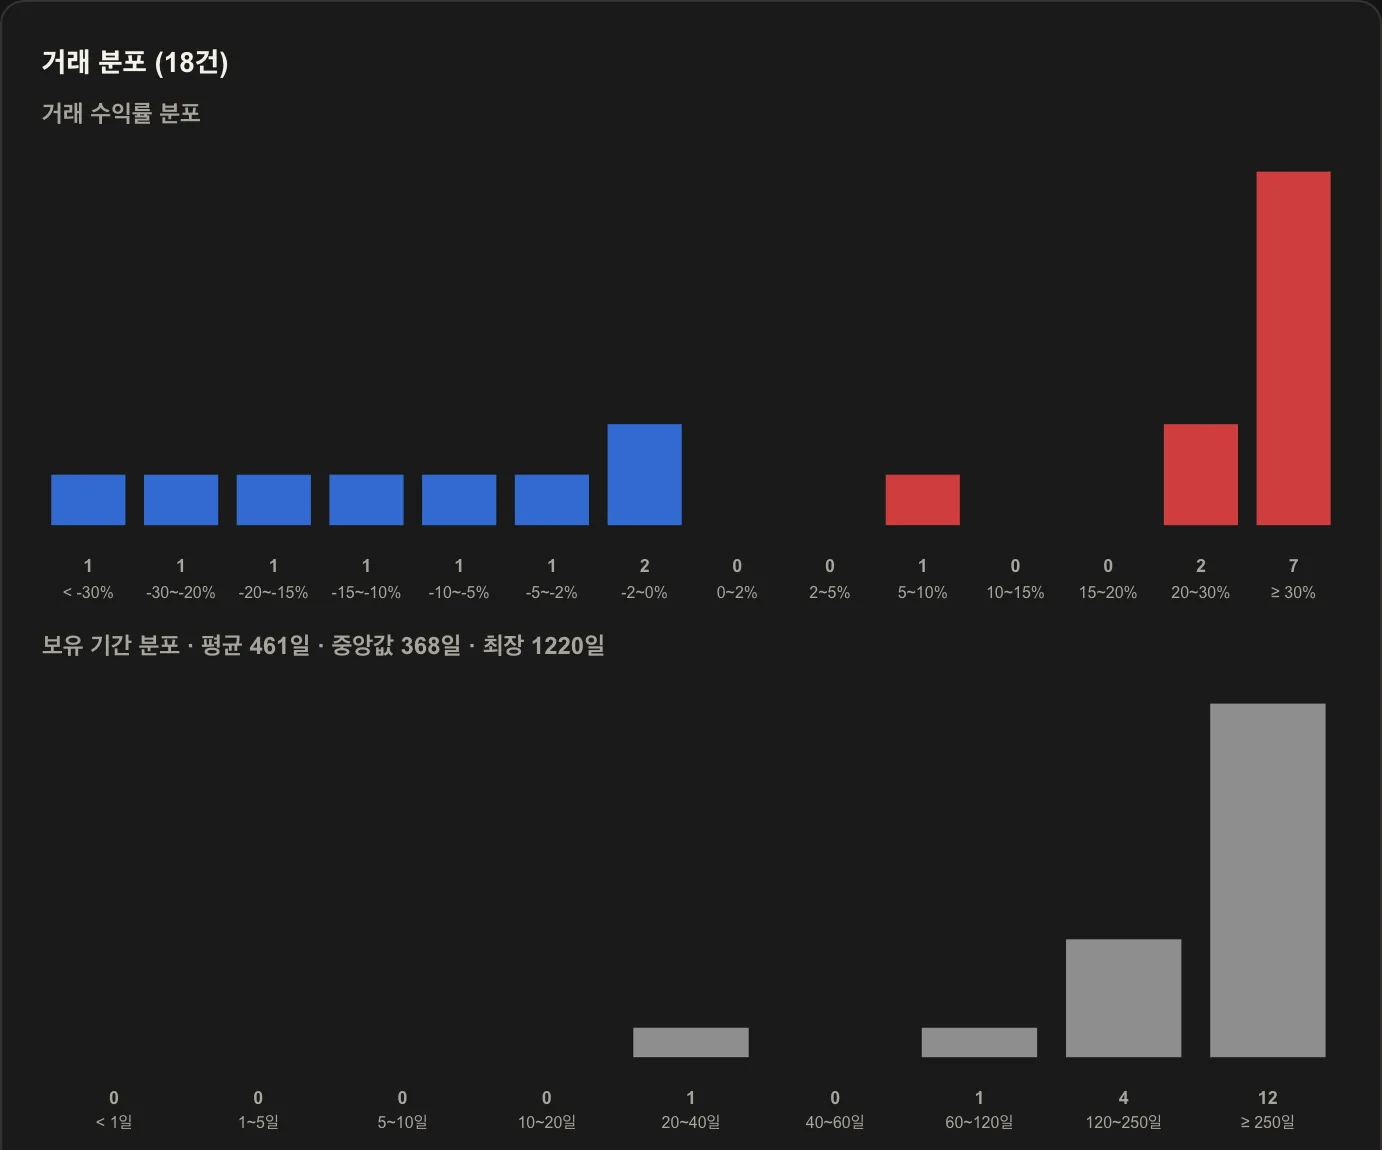 거래 분포 (18건)
거래 수익률 분포
1 1 1 1 1 1 2 0 0 1 0 0 2 7
< -30% -30~-20% -20~-15% -15~-10% -10~-5% -5~-2% -2~0% 0~2% 2~5% 5~10% 10~15% 15~20% 20~30% ≥ 30%
보유 기간 분포 · 평균 461일 · 중앙값 368일 · 최장 1220일
0 0 0 0 1 0 1 4 12
< 1일 1~5일 5~10일 10~20일 20~40일 40~60일 60~120일 120~250일 ≥ 250일